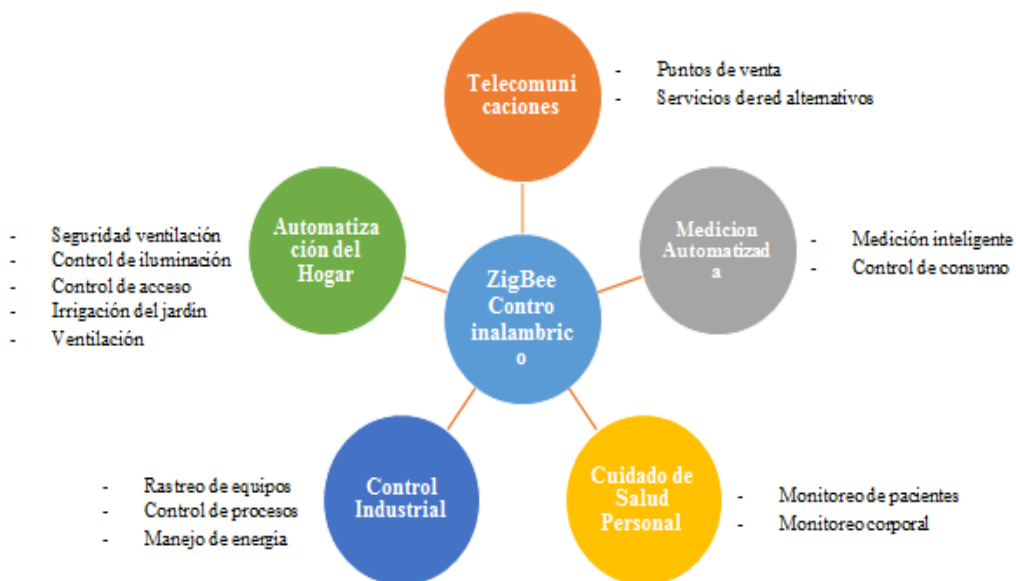 Telecomuni
caciones
- Puntos de venta
- Servicios de red alternativos
Automatiza
ción del
Hogar
- Seguridad ventilación
- Control de iluminación
- Control de acceso
- Irrigación del jardín
- Ventilación
Medicion
Automatizad
a
- Medición inteligente
- Control de consumo
ZigBee
Contro
inalambric
o
Control
Industrial
- Rastreo de equipos
- Control de procesos
- Manejo de energía
Cuidado de
Salud
Personal
- Monitoreo de pacientes
- Monitoreo corporal